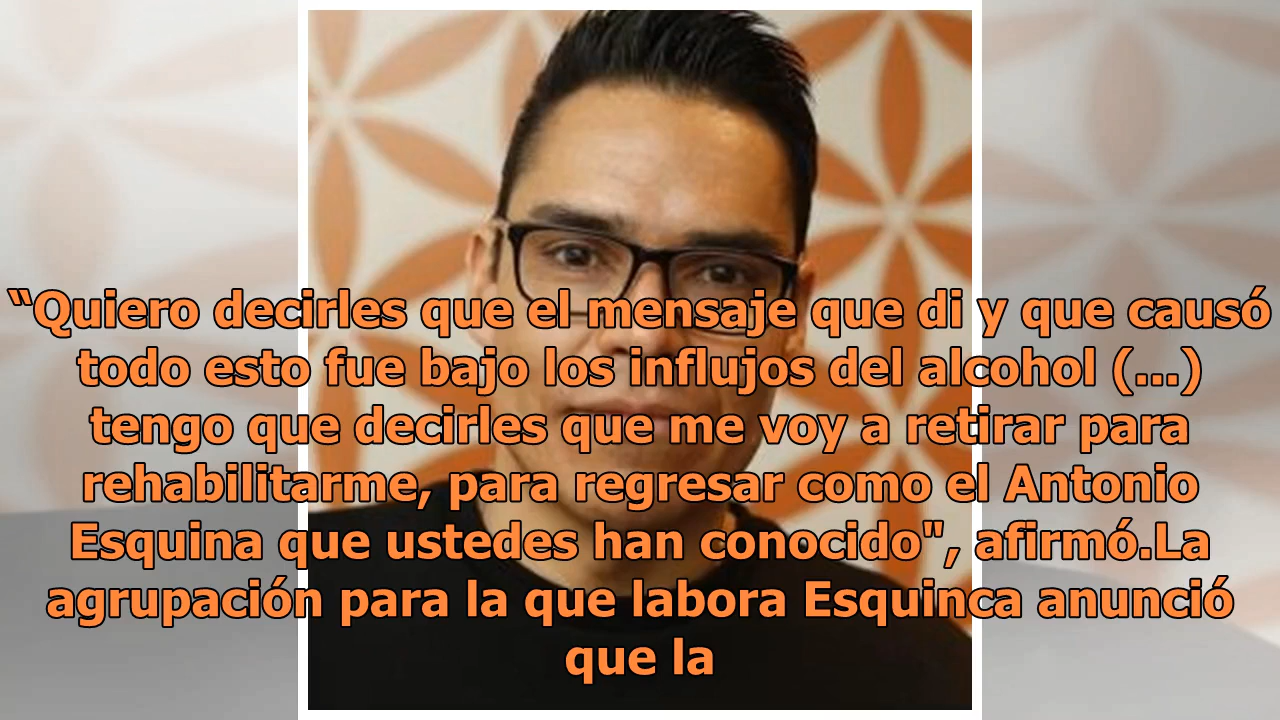 “Quiero decirles que el mensaje que di y que causó
todo esto fue bajo los influjos del alcohol (...)
tengo que decirles que me voy a retirar para
rehabilitarme, para regresar como el Antonio
Esquina que ustedes han conocido", afirmó.La
agrupación para la que labora Esquinca anunció
que la